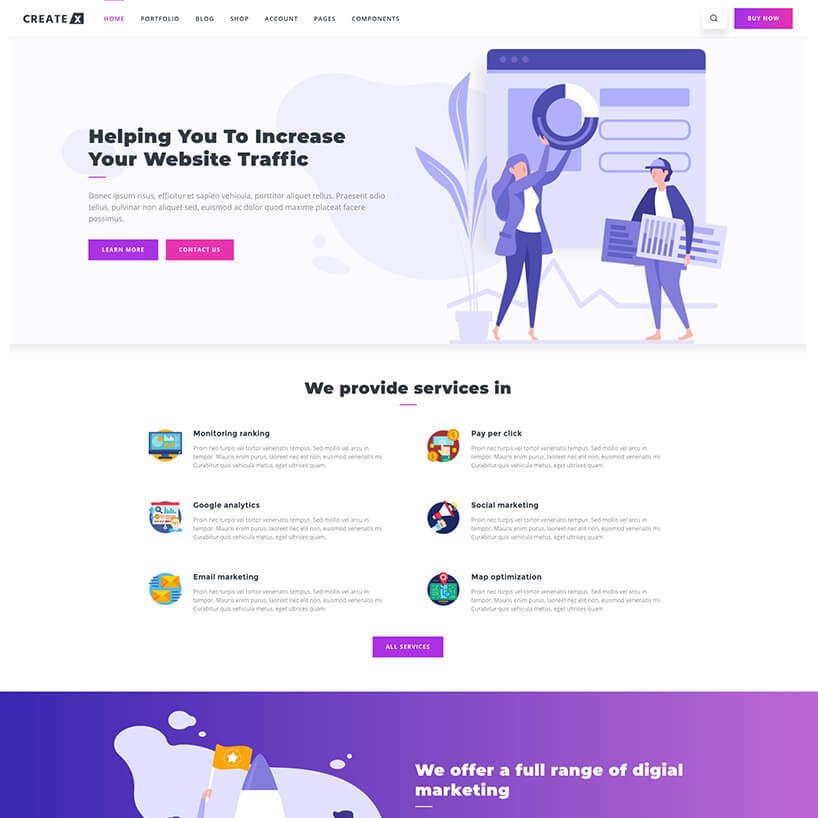 CREATE X
HOME PORTFOLIO BLOG SHOP ACCOUNT PAGES COMPONENTS
BUY NOW
Helping You To Increase
Your Website Traffic
Donec ipsum risus, efficitur et sapien vehicula, porttitor aliquet tellus. Praesent odio
tellus, pulvinar non aliquet sed, euismod ac dolor quod maxime placeat facere
possimus.
LEARN MORE
CONTACT US
We provide services in
Monitoring ranking
Proin nec turpis vel tortor venenatis tempus. Sed mollis vel arcu in
tempor. Mauris enim purus, laoreet nec elit non, euismod venenatis mi.
Curabitur quis vehicula metus, eget ultrices quam.
Pay per click
Proin nec turpis vel tortor venenatis tempus. Sed mollis vel arcu in
tempor. Mauris enim purus, laoreet nec elit non, euismod venenatis mi.
Curabitur quis vehicula metus, eget ultrices quam.
Google analytics
Proin nec turpis vel tortor venenatis tempus. Sed mollis vel arcu in
tempor. Mauris enim purus, laoreet nec elit non, euismod venenatis mi.
Curabitur quis vehicula metus, eget ultrices quam.
Social marketing
Proin nec turpis vel tortor venenatis tempus. Sed mollis vel arcu in
tempor. Mauris enim purus, laoreet nec elit non, euismod venenatis mi.
Curabitur quis vehicula metus, eget ultrices quam.
Email marketing
Proin nec turpis vel tortor venenatis tempus. Sed mollis vel arcu in
tempor. Mauris enim purus, laoreet nec elit non, euismod venenatis mi.
Curabitur quis vehicula metus, eget ultrices quam.
Map optimization
Proin nec turpis vel tortor venenatis tempus. Sed mollis vel arcu in
tempor. Mauris enim purus, laoreet nec elit non, euismod venenatis mi.
Curabitur quis vehicula metus, eget ultrices quam.
ALL SERVICES
We offer a full range of digial
marketing